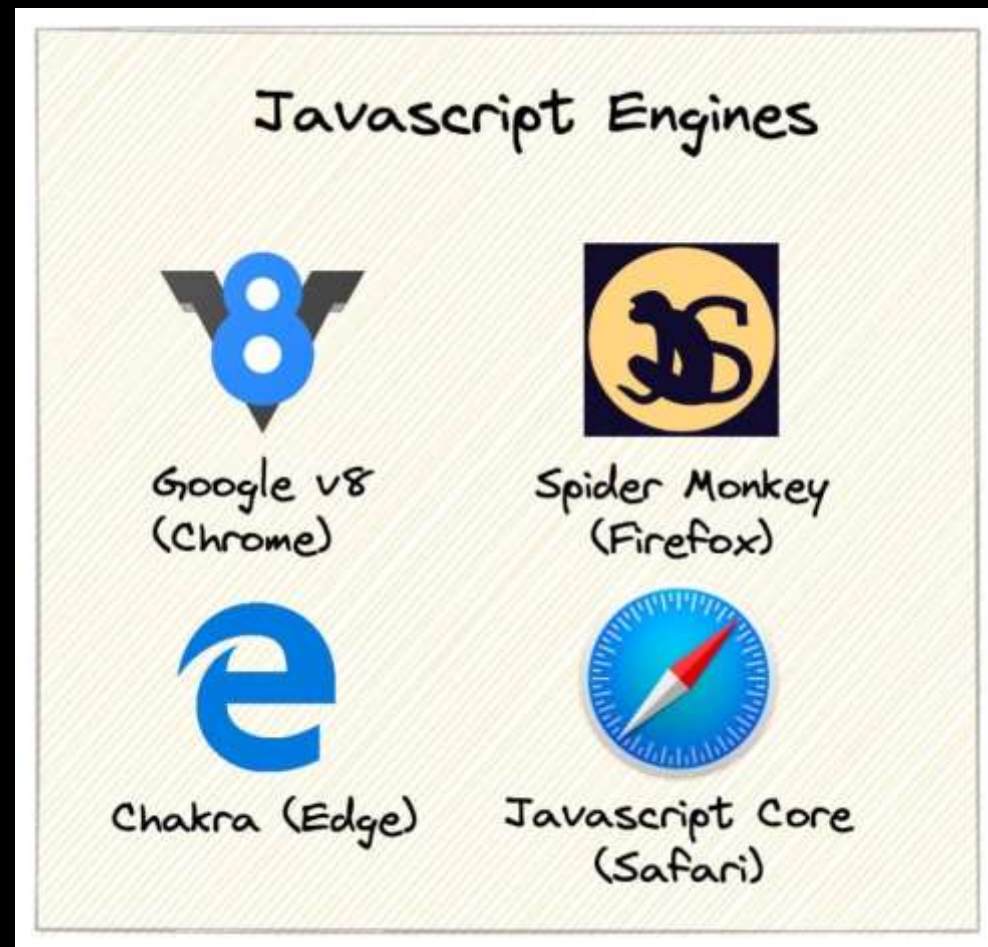 Javascript Engines
Google v8
(Chrome)
Spider Monkey
(Firefox)
Chakra (Edge)
Javascript Core
(Safari)